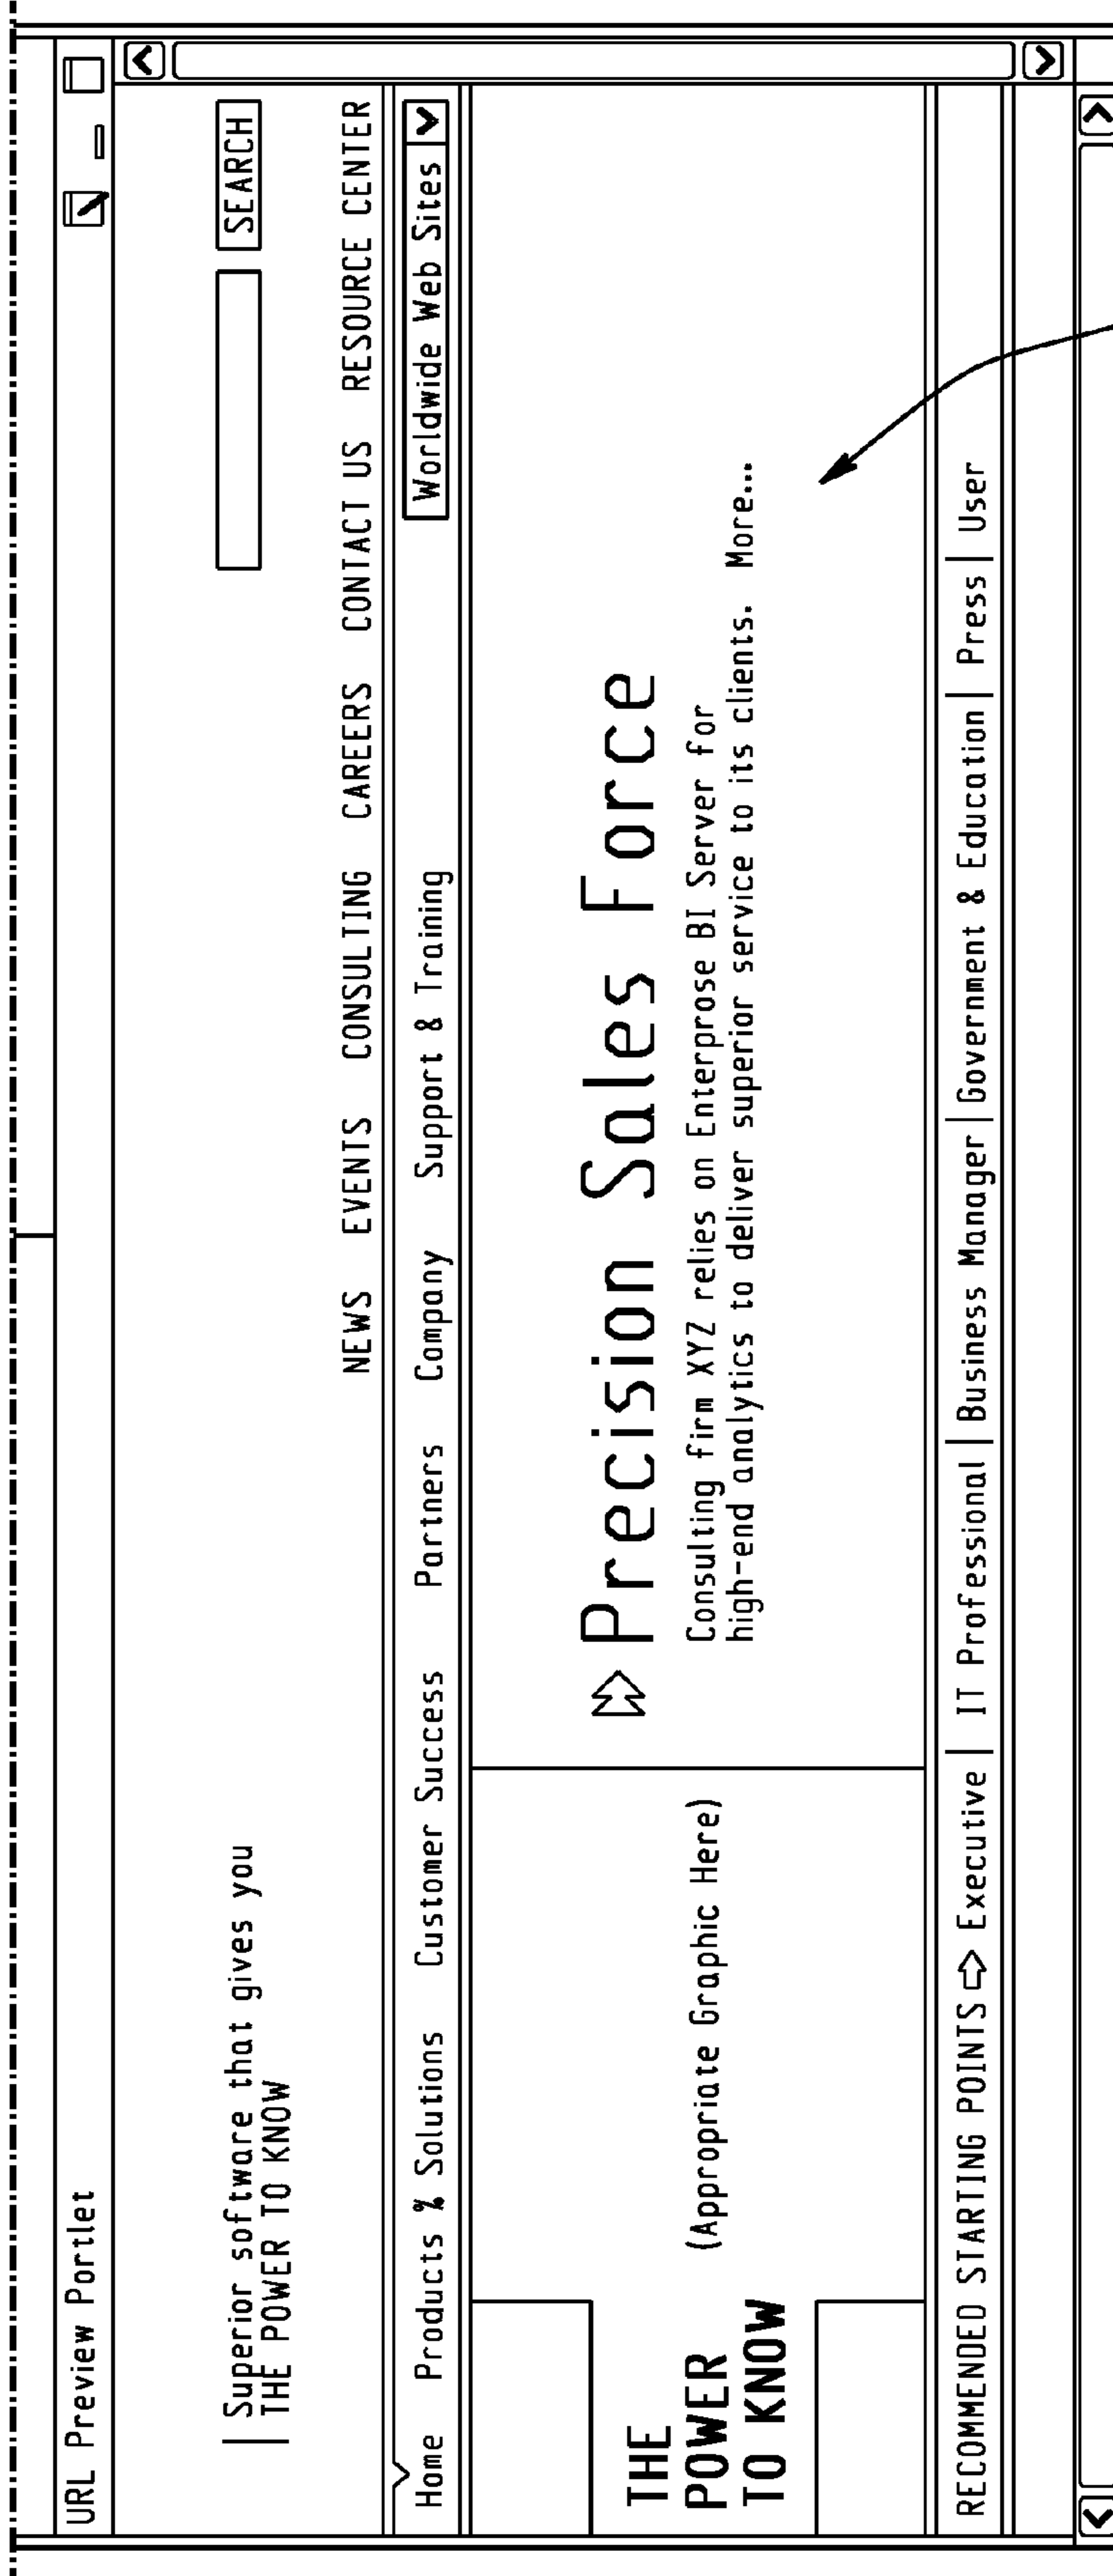 URL Preview Portlet
Superior software that gives you
THE POWER TO KNOW
SEARCH
NEWS EVENTS CONSULTING CAREERS CONTACT US RESOURCE CENTER
Home Products % Solutions Customer Success Partners Company Support & Training Worldwide Web Sites
THE
POWER
TO KNOW
(Appropriate Graphic Here)
Precision Sales Force
Consulting firm XYZ relies on Enterprose BI Server for
high-end analytics to deliver superior service to its clients. More...
RECOMMENDED STARTING POINTS ⇨ Executive | IT Professional | Business Manager | Government & Education | Press | User